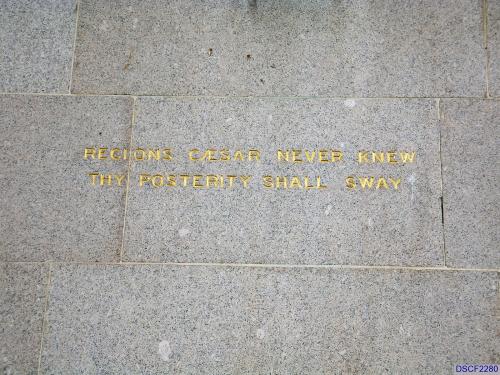 REGIONS CÆSAR NEVER KNEW
THY POSTERITY SHALL SWAY
DSCF2280